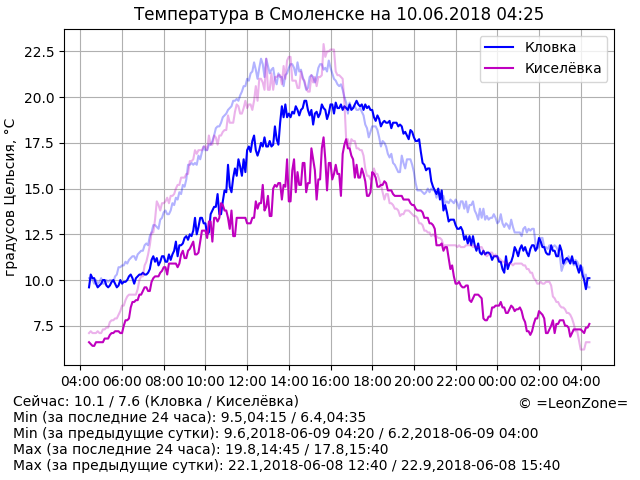 Температура в Смоленске на 10.06.2018 04:25
Кловка
Киселёвка
градусов Цельсия, °C
22.5
20.0
17.5
15.0
12.5
10.0
7.5
04:00 06:00 08:00 10:00 12:00 14:00 16:00 18:00 20:00 22:00 00:00 02:00 04:00
© =LeonZone=
Сейчас: 10.1 / 7.6 (Кловка / Киселёвка)
Min (за последние 24 часа): 9.5,04:15 / 6.4,04:35
Min (за предыдущие сутки): 9.6,2018-06-09 04:20 / 6.2,2018-06-09 04:00
Max (за последние 24 часа): 19.8,14:45 / 17.8,15:40
Max (за предыдущие сутки): 22.1,2018-06-08 12:40 / 22.9,2018-06-08 15:40